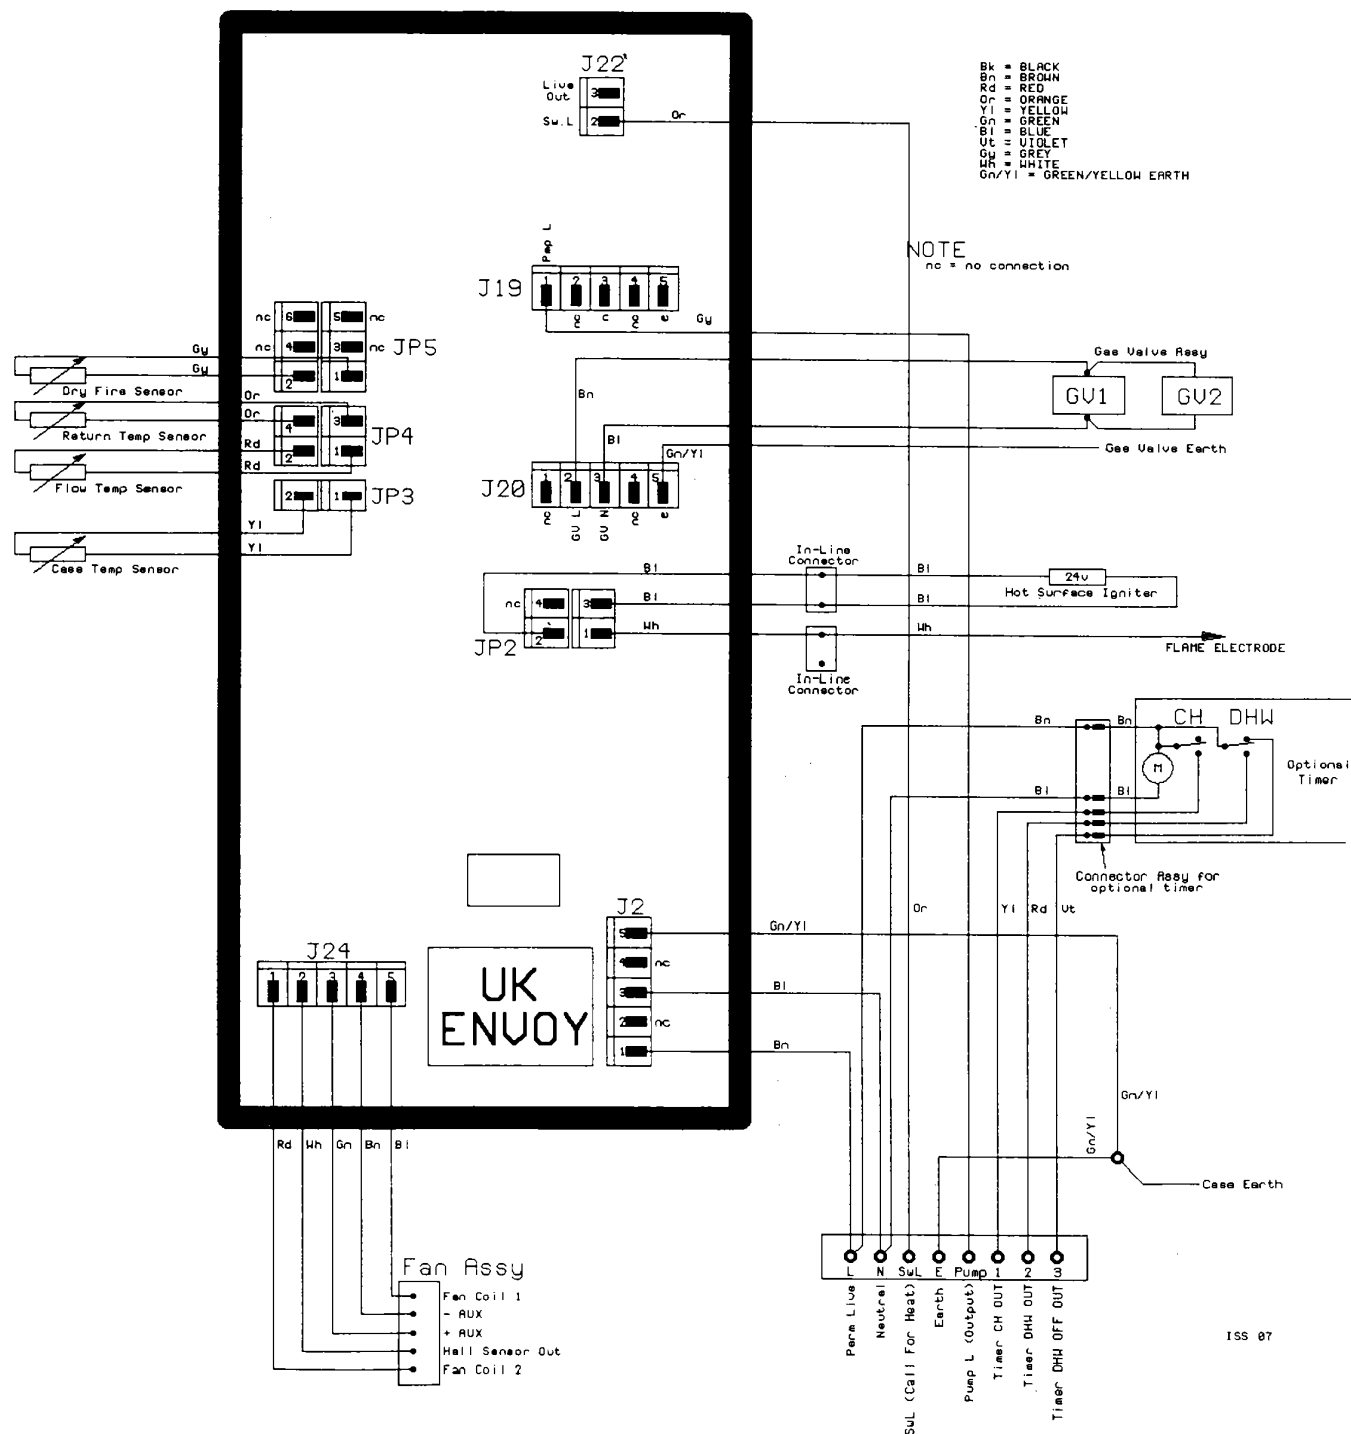 J22
Live
Out
3
Sw.L
2
Or
Bk = BLACK
Bn = BROWN
Rd = RED
Or = ORANGE
Yl = YELLOW
Gn = GREEN
Bl = BLUE
Vt = VIOLET
Gy = GREY
Wh = WHITE
Gn/Yl = GREEN/YELLOW EARTH
NOTE
nc = no connection
Pmp L
J19
1 2 3 4 5
nc n nc e
Gy
nc 6 5 nc
nc 4 3 nc
JP5
2 1
Gy
Gy
Dry Fire Sensor
Or
Or
4 3
JP4
Return Temp Sensor
Rd
2 1
Rd
Flow Temp Sensor
2 1
JP3
Yl
Yl
Case Temp Sensor
Gas Valve Assy
GV1
GV2
Bn
Bl
Gn/Yl
Gas Valve Earth
J20
1 2 3 4 5
nc GV L GV N nc e
In-Line
Connector
Bl
Bl
24v
Hot Surface Igniter
nc 4 3
Bl
Bl
JP2
2 1
Wh
Wh
FLAME ELECTRODE
In-Line
Connector
Bn
Bn
CH DHW
M
Optional
Timer
Bl
Bl
Connector Assy for
optional timer
Or
Yl
Rd
Vt
J2
5
Gn/Yl
4 nc
3
Bl
2 nc
1
Bn
UK
ENVOY
J24
1 2 3 4 5
Rd Wh Gn Bn Bl
Gn/Yl
Gn/Yl
Case Earth
Fan Assy
Fan Coil 1
- AUX
+ AUX
Hall Sensor Out
Fan Coil 2
L N SwL E Pump 1 2 3
Perm Live
Neutral
SwL (Call For Heat)
Earth
Pump L (Output)
Timer CH OUT
Timer DHW OUT
Timer DHW OFF OUT
ISS 07